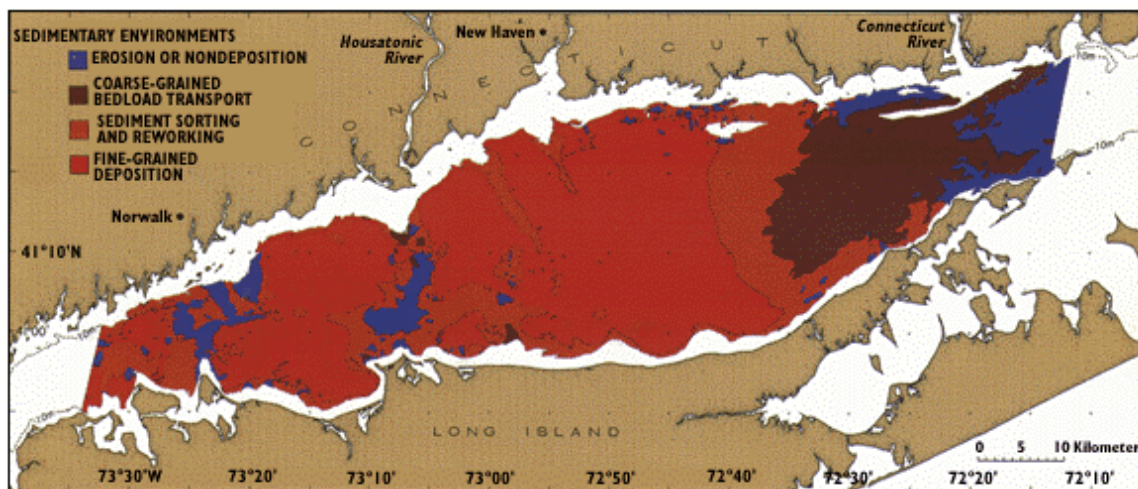 SEDIMENTARY ENVIRONMENTS
EROSION OR NONDEPOSITION
COARSE-GRAINED
BEDLOAD TRANSPORT
SEDIMENT SORTING
AND REWORKING
FINE-GRAINED
DEPOSITION
Housatonic
River
New Haven
Connecticut
River
CONNECTICUT
Norwalk
41°10'N
10m
10m
LONG ISLAND
0 5 10 Kilometer
73°30'W 73°20' 73°10' 73°00' 72°50' 72°40' 72°30' 72°20' 72°10'